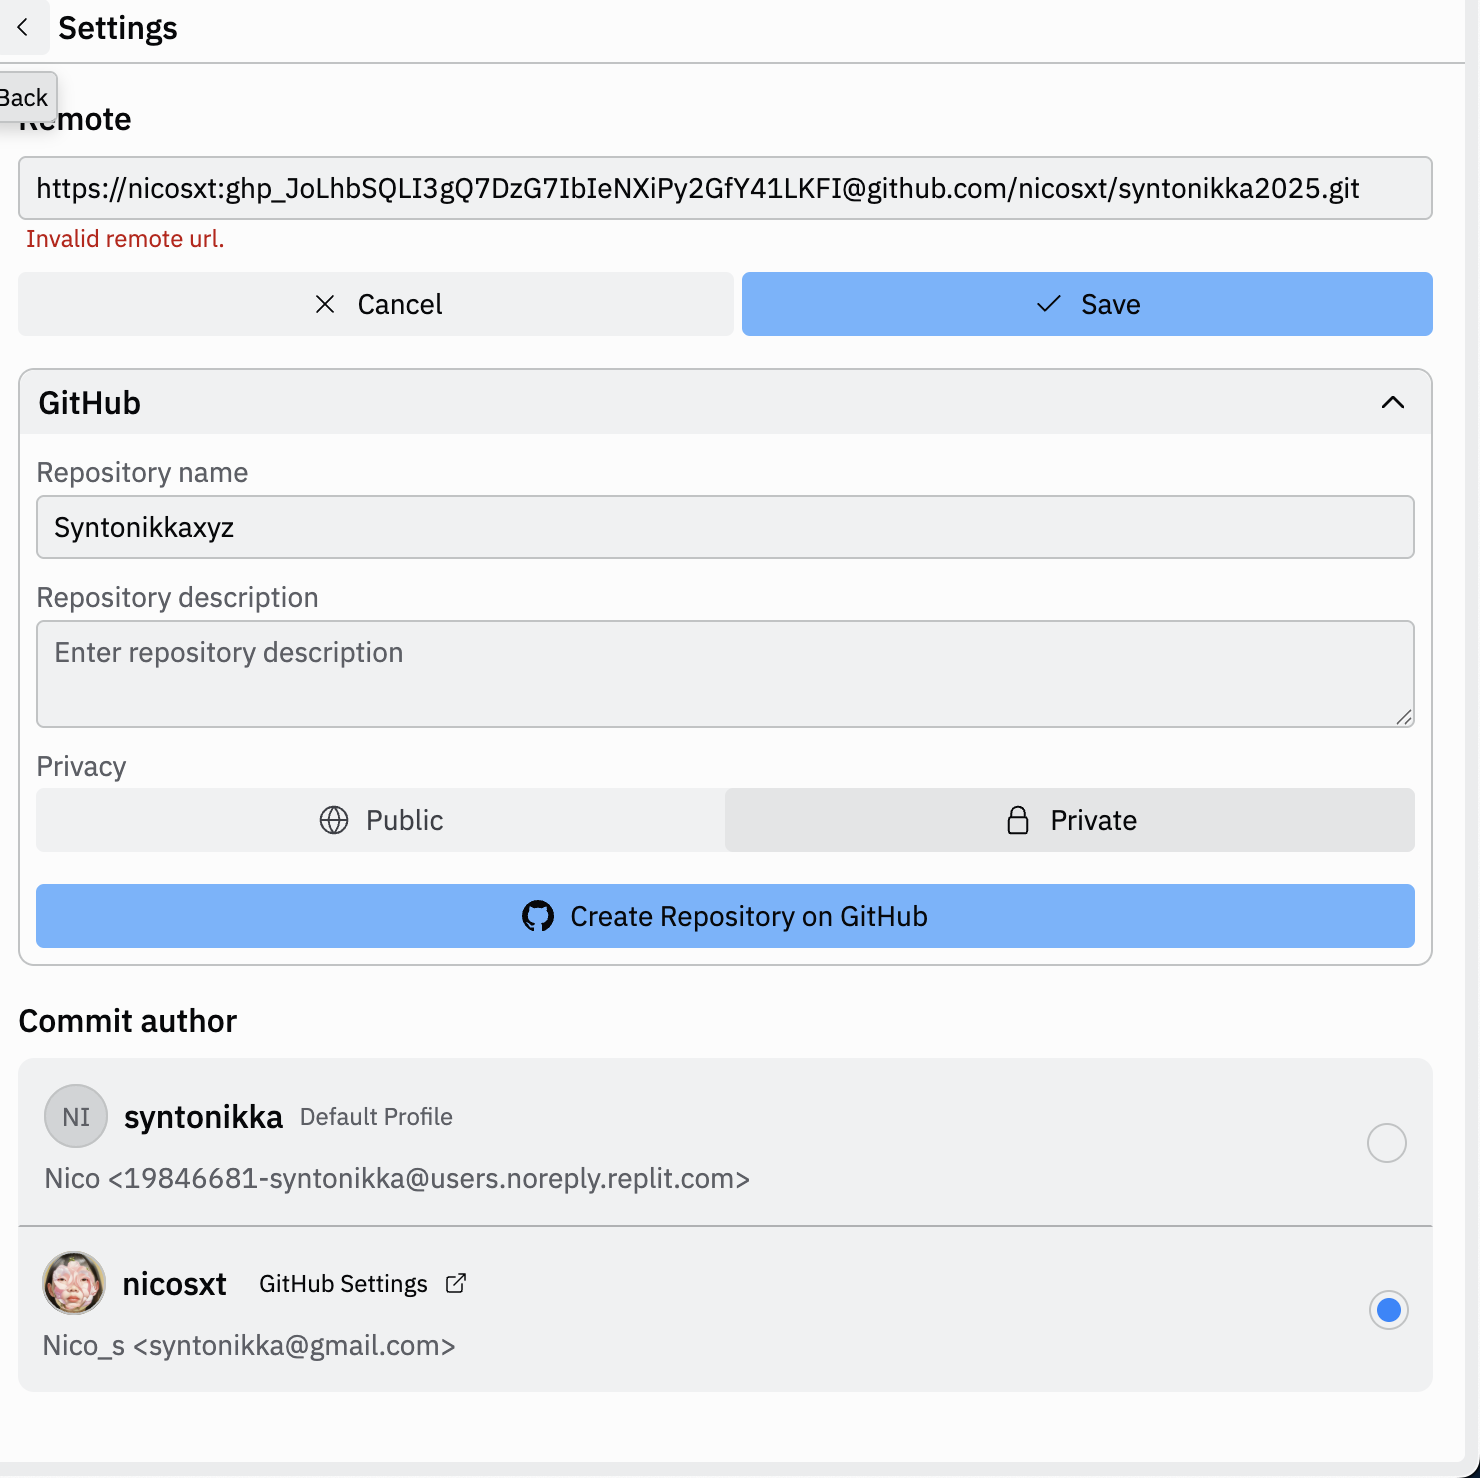 Settings
Back
Remote
https://nicosxt: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@github.com/nicosxt/syntonikka2025.git
Invalid remote url.
Cancel
Save
GitHub
Repository name
Syntonikkaxyz
Repository description
Enter repository description
Privacy
Public
Private
Create Repository on GitHub
Commit author
NI
syntonikka Default Profile
Nico <19846681-syntonikka@users.noreply.replit.com>
nicosxt GitHub Settings
Nico_s <syntonikka@gmail.com>